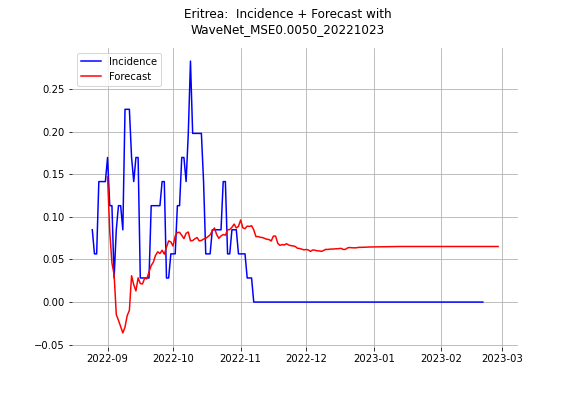 Eritrea:  Incidence + Forecast with
WaveNet_MSE0.0050_20221023
Incidence
Forecast
0.25
0.20
0.15
0.10
0.05
0.00
−0.05
2022-09 2022-10 2022-11 2022-12 2023-01 2023-02 2023-03